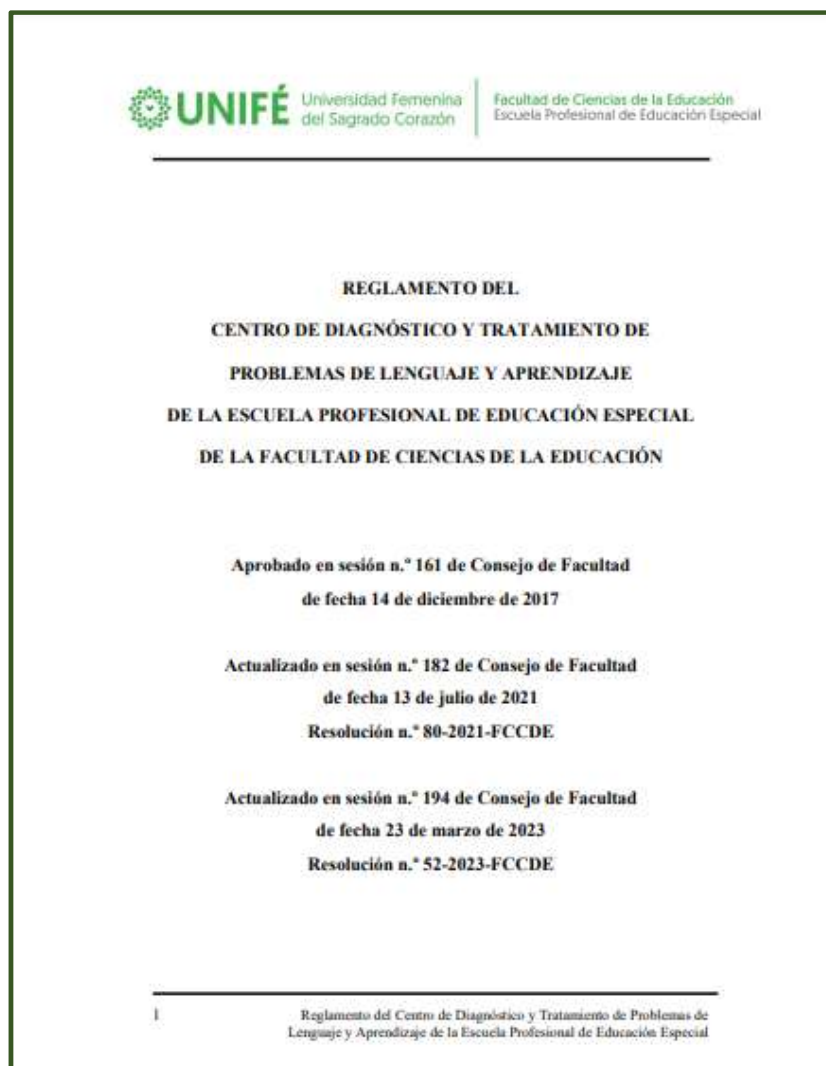 UNIFÉ
Universidad Femenina
del Sagrado Corazón
Facultad de Ciencias de la Educación
Escuela Profesional de Educación Especial
REGLAMENTO DEL
CENTRO DE DIAGNÓSTICO Y TRATAMIENTO DE
PROBLEMAS DE LENGUAJE Y APRENDIZAJE
DE LA ESCUELA PROFESIONAL DE EDUCACIÓN ESPECIAL
DE LA FACULTAD DE CIENCIAS DE LA EDUCACIÓN
Aprobado en sesión n.º 161 de Consejo de Facultad
de fecha 14 de diciembre de 2017
Actualizado en sesión n.º 182 de Consejo de Facultad
de fecha 13 de julio de 2021
Resolución n.º 80-2021-FCCDE
Actualizado en sesión n.º 194 de Consejo de Facultad
de fecha 23 de marzo de 2023
Resolución n.º 52-2023-FCCDE
1
Reglamento del Centro de Diagnóstico y Tratamiento de Problemas de
Lenguaje y Aprendizaje de la Escuela Profesional de Educación Especial